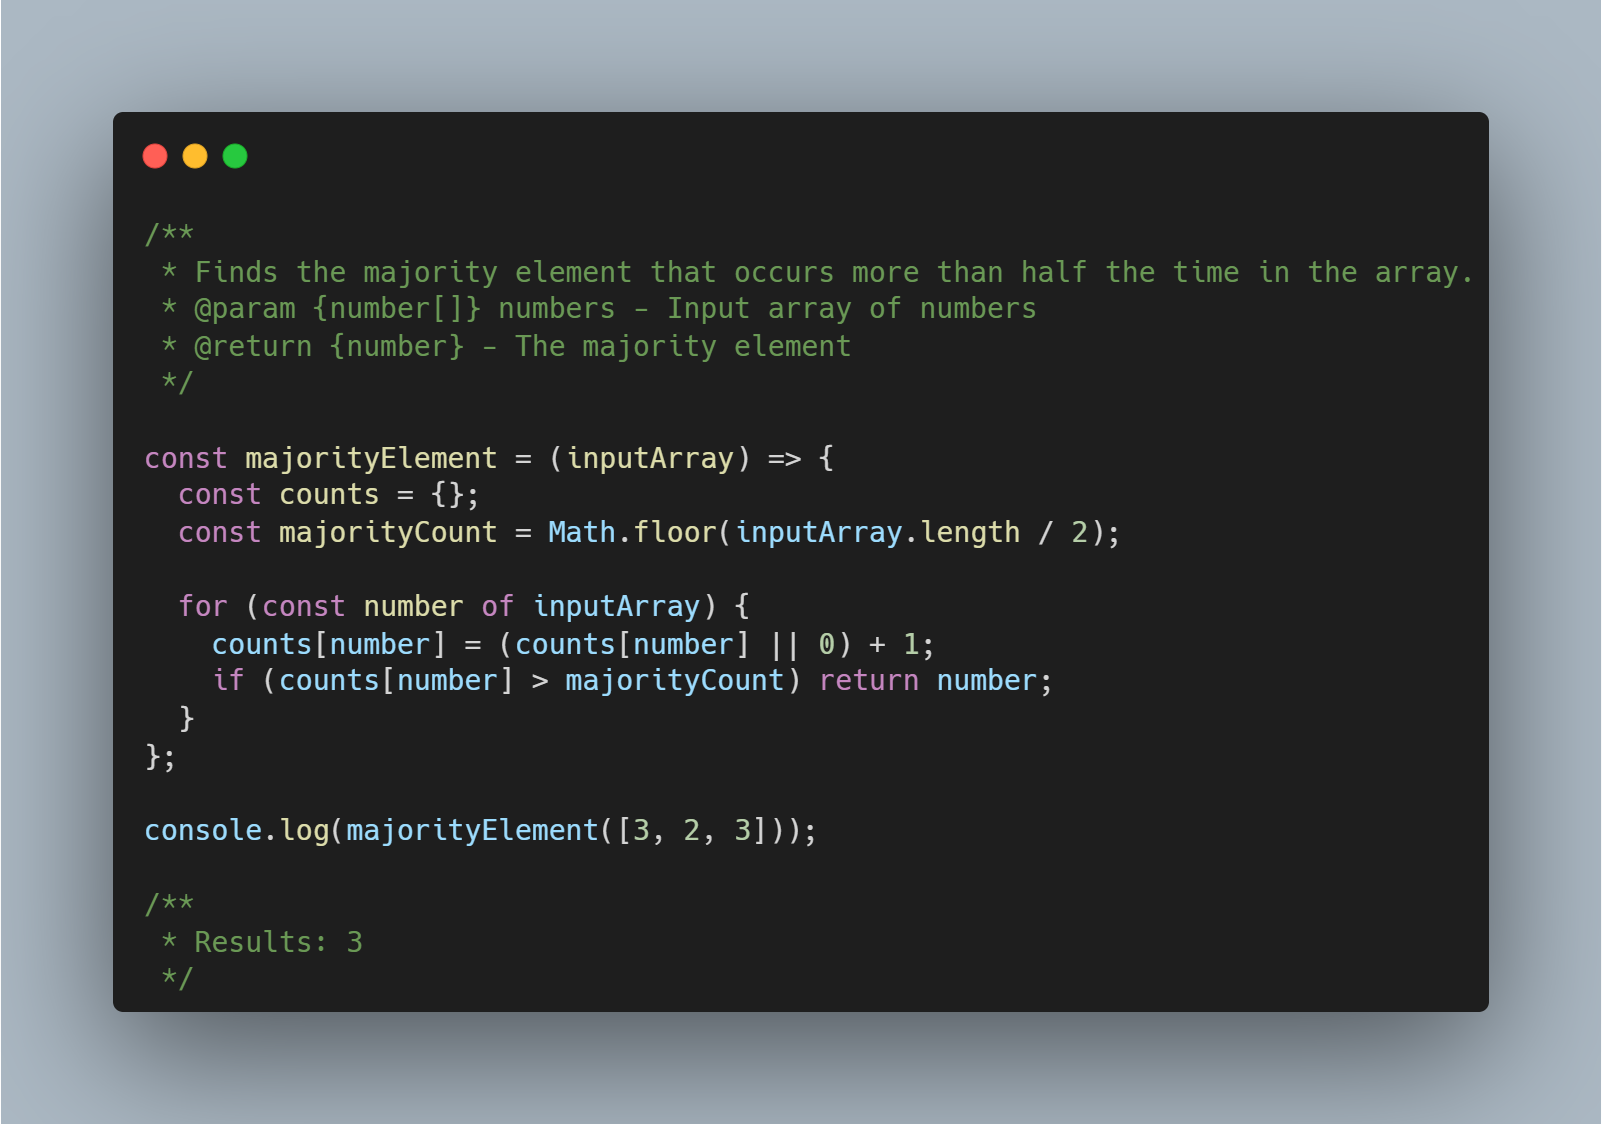 /**
 * Finds the majority element that occurs more than half the time in the array.
 * @param {number[]} numbers - Input array of numbers
 * @return {number} - The majority element
 */

const majorityElement = (inputArray) => {
  const counts = {};
  const majorityCount = Math.floor(inputArray.length / 2);

  for (const number of inputArray) {
    counts[number] = (counts[number] || 0) + 1;
    if (counts[number] > majorityCount) return number;
  }
};

console.log(majorityElement([3, 2, 3]));

/**
 * Results: 3
 */